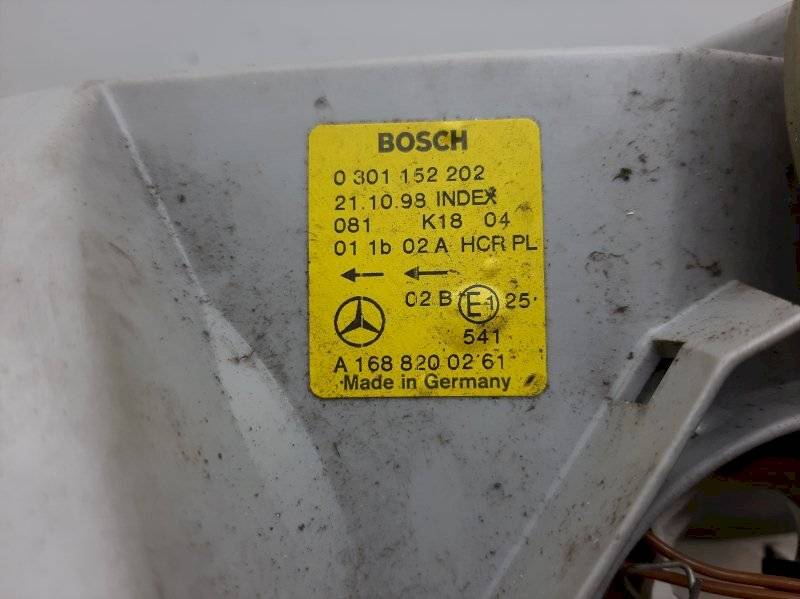 BOSCH
0 301 152 202
21.10.98 INDEX
081 K18 04
01 1b 02 A HCR PL
02 B E1 25
541
A 168 820 02 61
Made in Germany